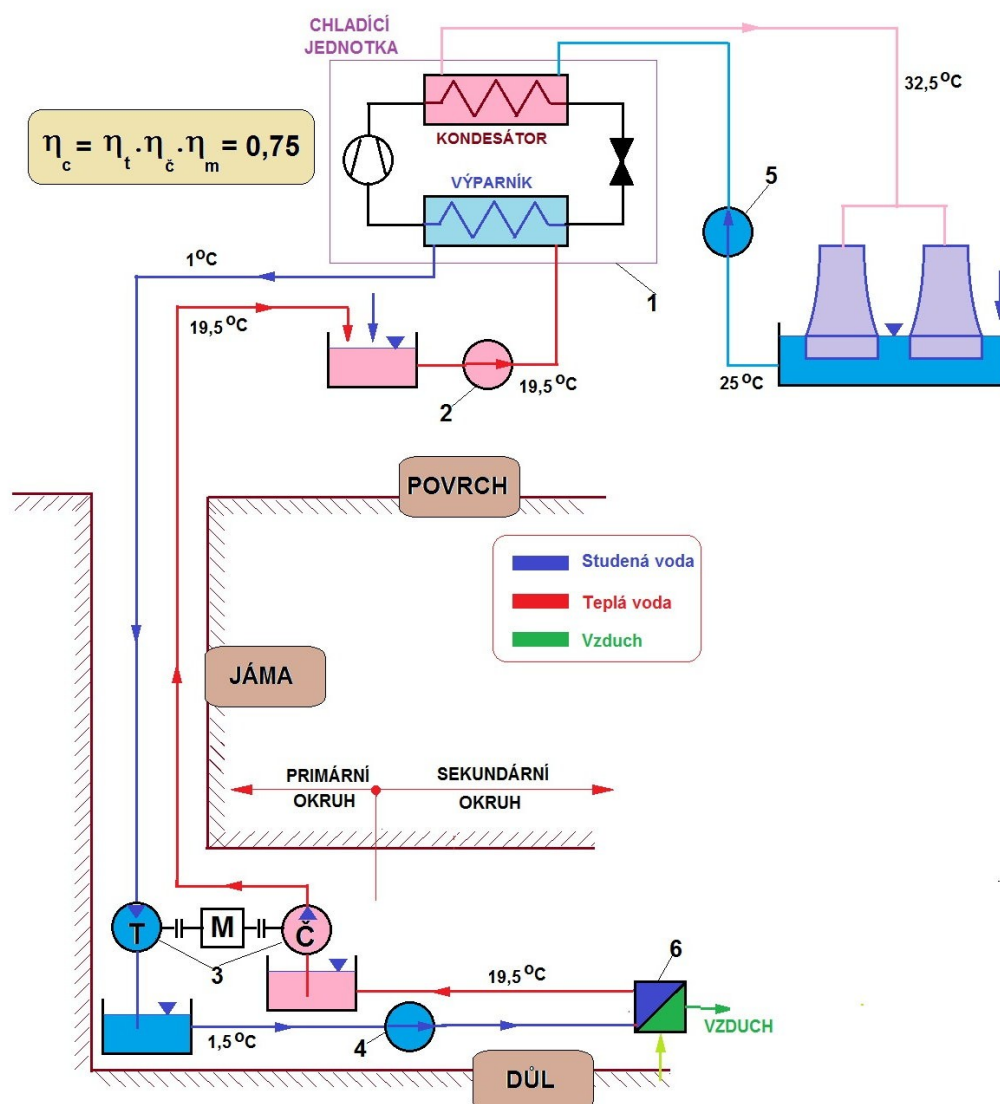 CHLADÍCÍ
JEDNOTKA
32,5 °C
η_c = η_t . η_č . η_m = 0,75
KONDESÁTOR
VÝPARNÍK
5
1°C
1
19,5 °C
2
19,5 °C
25 °C
POVRCH
Studená voda
Teplá voda
Vzduch
JÁMA
PRIMÁRNÍ
OKRUH
SEKUNDÁRNÍ
OKRUH
T
M
Č
3
6
19,5 °C
VZDUCH
1,5 °C
4
DŮL